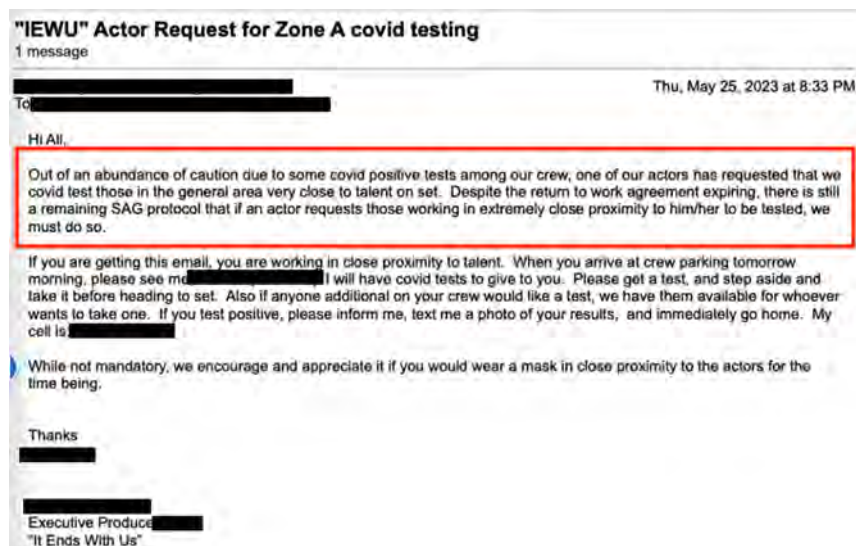 "IEWU" Actor Request for Zone A covid testing
1 message
Thu, May 25, 2023 at 8:33 PM
To
Hi All,
Out of an abundance of caution due to some covid positive tests among our crew, one of our actors has requested that we
covid test those in the general area very close to talent on set. Despite the return to work agreement expiring, there is still
a remaining SAG protocol that if an actor requests those working in extremely close proximity to him/her to be tested, we
must do so.
If you are getting this email, you are working in close proximity to talent. When you arrive at crew parking tomorrow
morning, please see me I will have covid tests to give to you. Please get a test, and step aside and
take it before heading to set. Also if anyone additional on your crew would like a test, we have them available for whoever
wants to take one. If you test positive, please inform me, text me a photo of your results, and immediately go home. My
cell is
While not mandatory, we encourage and appreciate it if you would wear a mask in close proximity to the actors for the
time being.
Thanks
Executive Produce
"It Ends With Us"